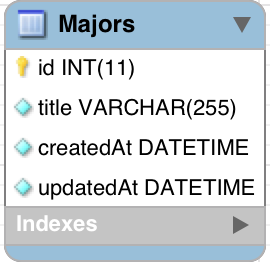 Majors
id INT(11)
title VARCHAR(255)
createdAt DATETIME
updatedAt DATETIME
Indexes